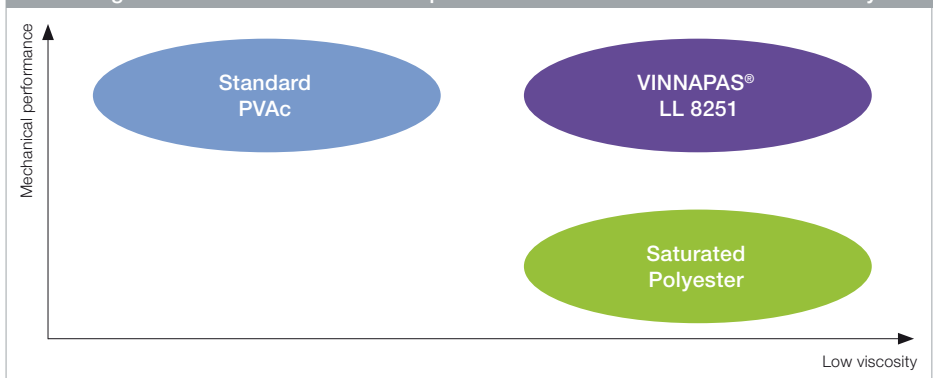 Mechanical performance
Standard
PVAc
VINNAPAS®
LL 8251
Saturated
Polyester
Low viscosity